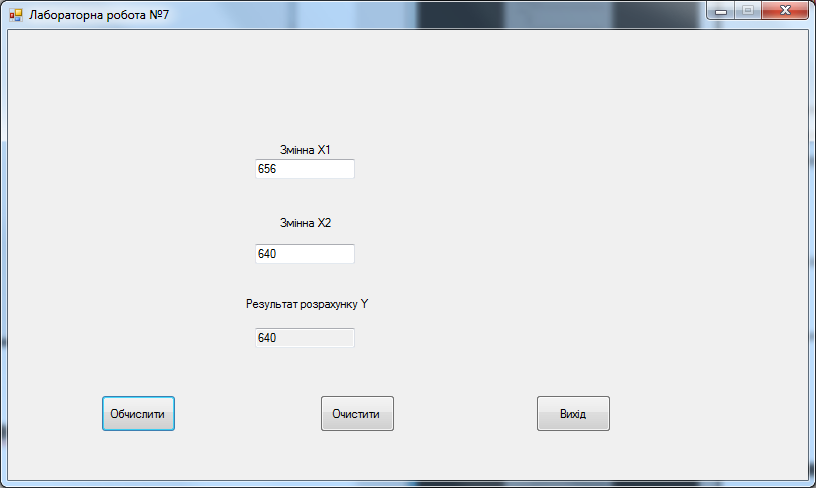 Лабораторна робота №7
Змінна X1
656
Змінна X2
640
Результат розрахунку Y
640
Обчислити
Очистити
Вихід